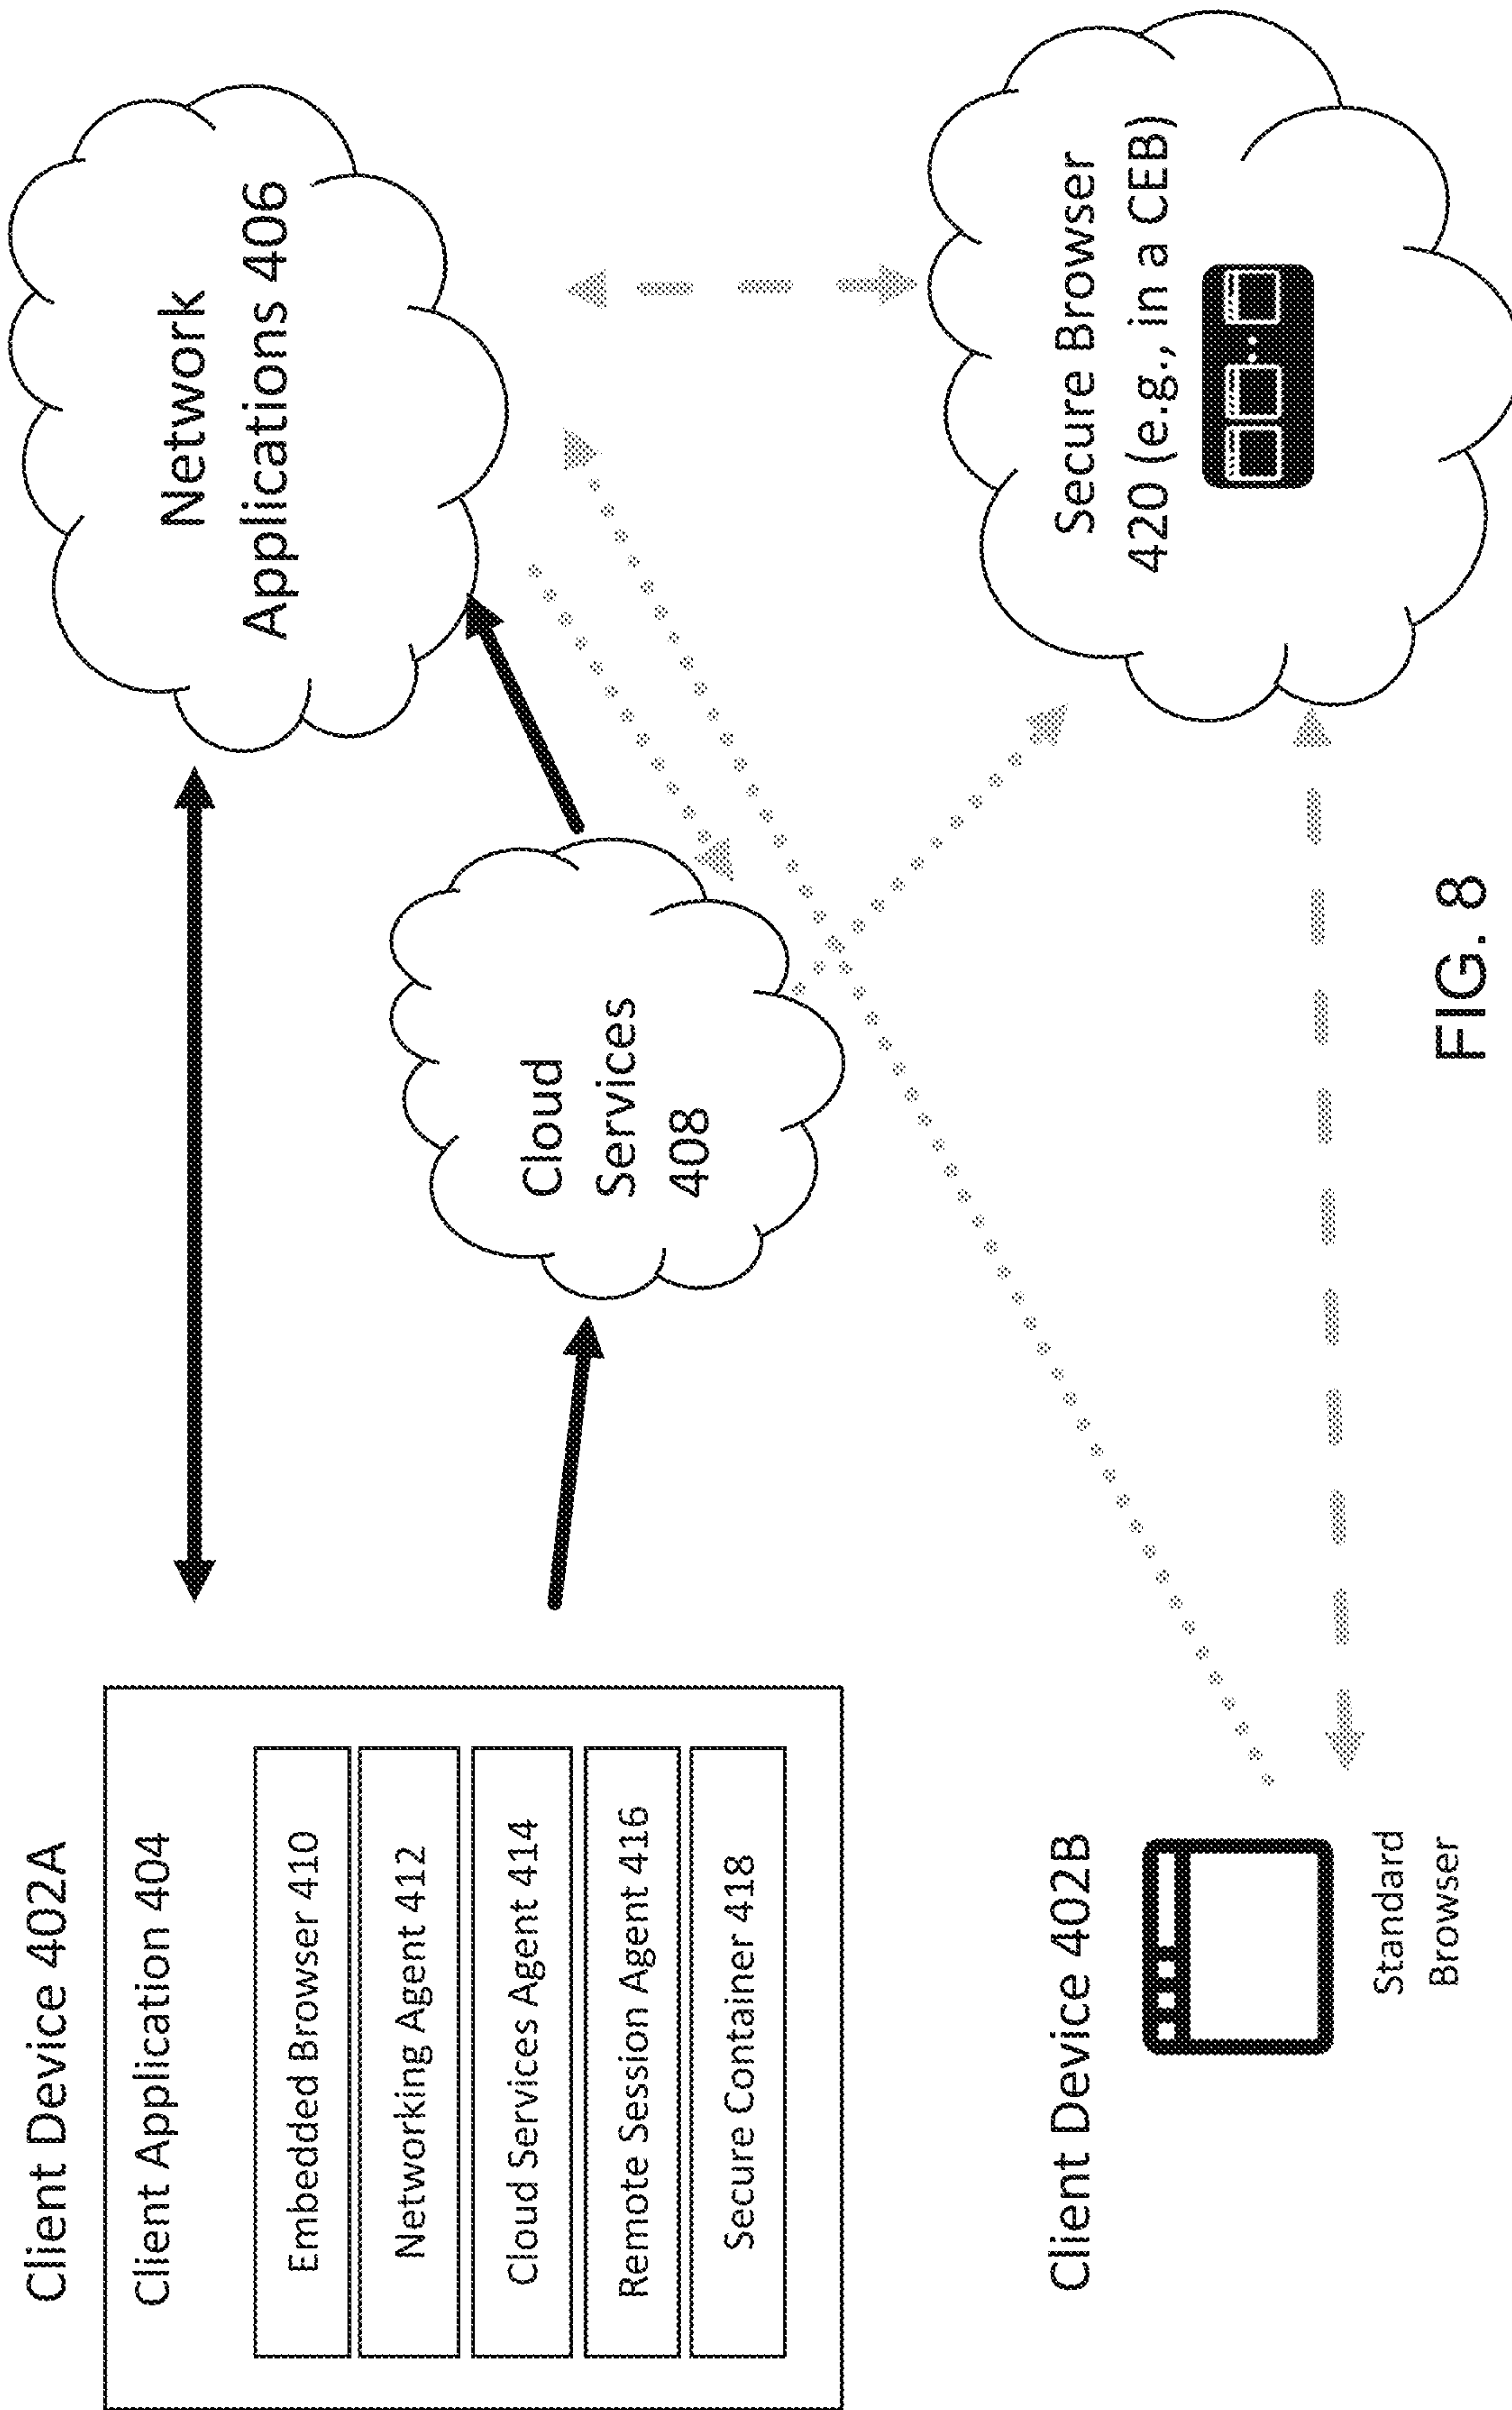 Client Device 402A
Client Application 404
Embedded Browser 410
Networking Agent 412
Cloud Services Agent 414
Remote Session Agent 416
Secure Container 418
Network
Applications 406
Cloud
Services
408
Client Device 402B
Standard
Browser
Secure Browser
420 (e.g., in a CEB)
FIG. 8